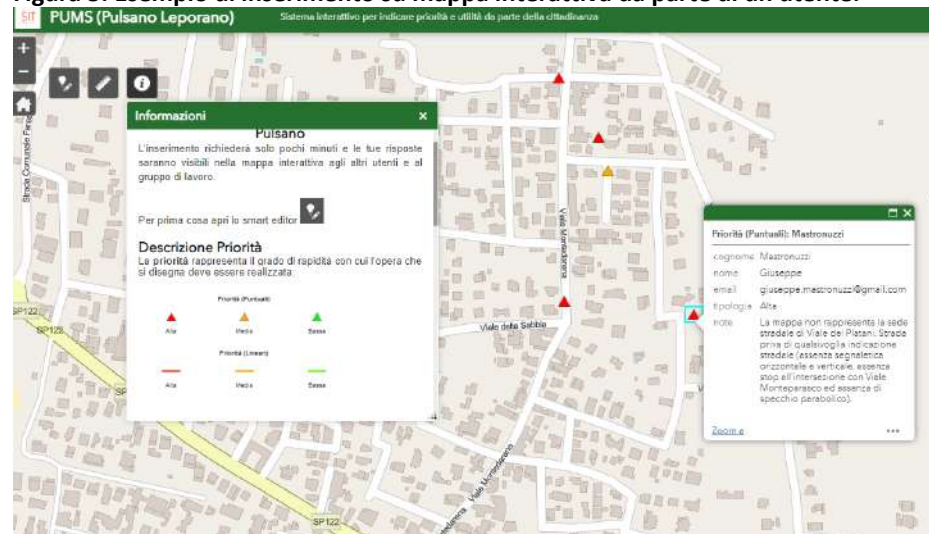 Figura 3: Esempio di inserimento su mappa interattiva da parte di un utente.
SIT
PUMS (Pulsano Leporano)
Sistema interattivo per indicare priorità e utilità da parte della cittadinanza
+
−
Informazioni
×
Pulsano
L'inserimento richiederà solo pochi minuti e le tue risposte
saranno visibili nella mappa interattiva agli altri utenti e al
gruppo di lavoro.
Per prima cosa apri lo smart editor
Descrizione Priorità
La priorità rappresenta il grado di rapidità con cui l'opera che
si disegna deve essere realizzata:
Priorità (Puntuali)
Alta
Media
Bassa
Priorità (Lineari)
Alta
Media
Bassa
Priorità (Puntuali): Mastronuzzi
cognome Mastronuzzi
nome Giuseppe
email giuseppe.mastronuzzi@gmail.com
tipologia Alta
note La mappa non rappresenta la sede
stradale di Viale dei Platani. Strada
priva di qualsivoglia indicazione
stradale (assenza segnaletica
orizzontale e verticale, assenza
stop all'intersezione con Viale
Monteparasco ed assenza di
specchio parabolico).
Zoom a
•••
Viale Montedarena
Viale della Sabbia
SP122
SP122
SP122
Viale Montedarena